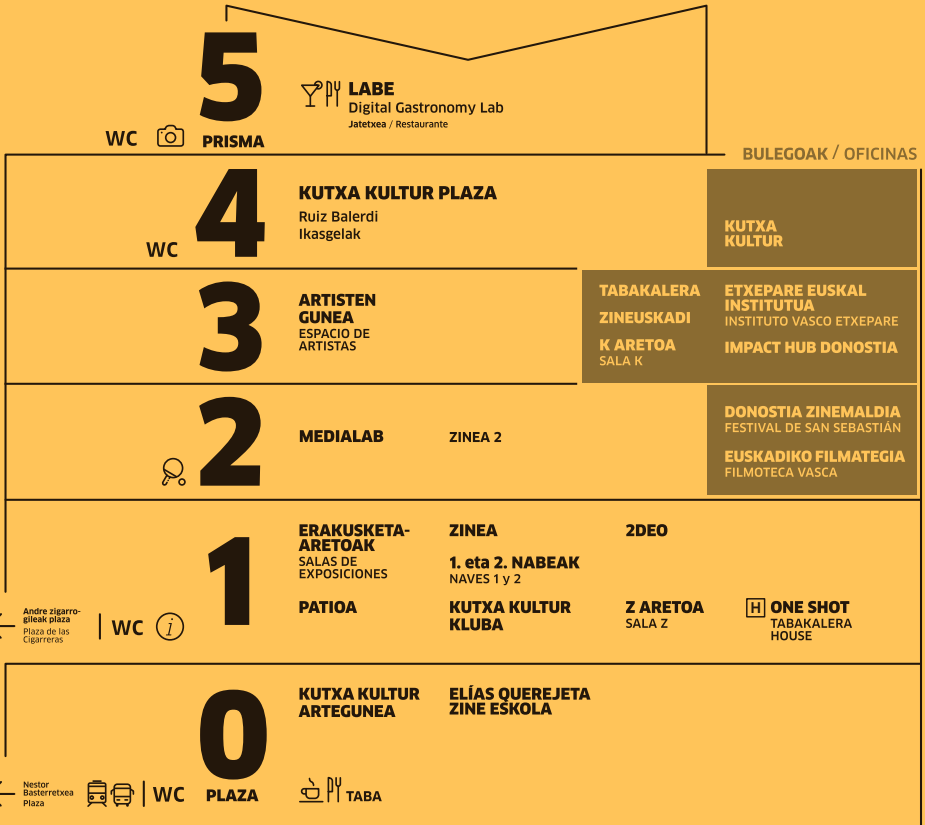 5
LABE
Digital Gastronomy Lab
Jatetxea / Restaurante
WC
PRISMA
BULEGOAK / OFICINAS
4
KUTXA KULTUR PLAZA
Ruiz Balerdi
Ikasgelak
WC
KUTXA
KULTUR
3
ARTISTEN
GUNEA
ESPACIO DE
ARTISTAS
TABAKALERA
ZINEUSKADI
K ARETOA
SALA K
ETXEPARE EUSKAL
INSTITUTUA
INSTITUTO VASCO ETXEPARE
IMPACT HUB DONOSTIA
2
MEDIALAB
ZINEA 2
DONOSTIA ZINEMALDIA
FESTIVAL DE SAN SEBASTIÁN
EUSKADIKO FILMATEGIA
FILMOTECA VASCA
1
ERAKUSKETA-
ARETOAK
SALAS DE
EXPOSICIONES
ZINEA
2DEO
1. eta 2. NABEAK
NAVES 1 y 2
PATIOA
KUTXA KULTUR
KLUBA
Z ARETOA
SALA Z
H ONE SHOT
TABAKALERA
HOUSE
Andre zigarro-
gileak plaza
Plaza de las
Cigarreras
WC
i
0
KUTXA KULTUR
ARTEGUNEA
ELÍAS QUEREJETA
ZINE ESKOLA
Nestor
Basterretxea
Plaza
WC
PLAZA
TABA